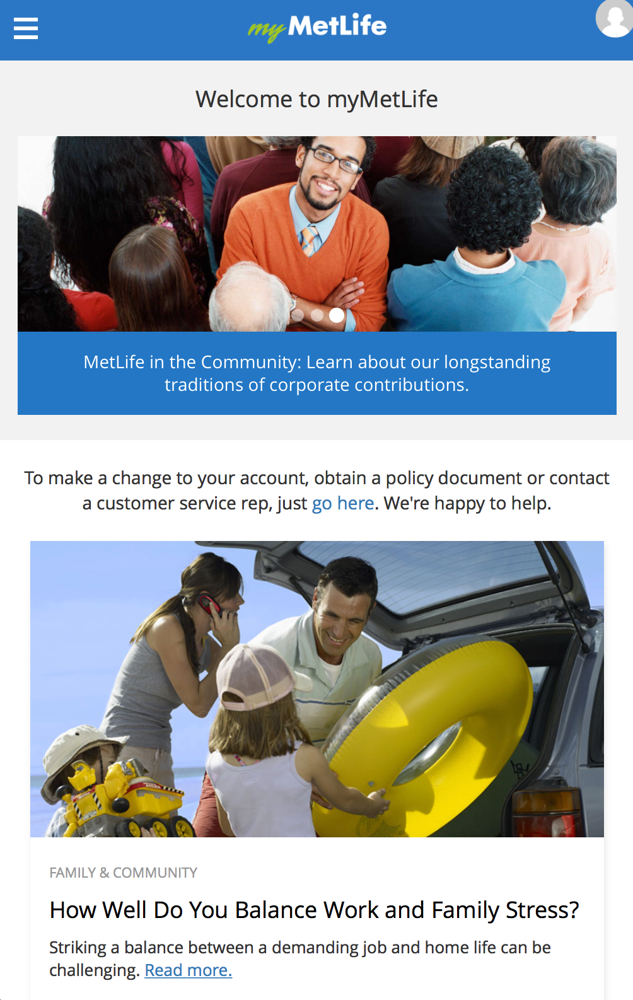 my MetLife
Welcome to myMetLife
MetLife in the Community: Learn about our longstanding
traditions of corporate contributions.
To make a change to your account, obtain a policy document or contact
a customer service rep, just go here. We're happy to help.
FAMILY & COMMUNITY
How Well Do You Balance Work and Family Stress?
Striking a balance between a demanding job and home life can be
challenging. Read more.